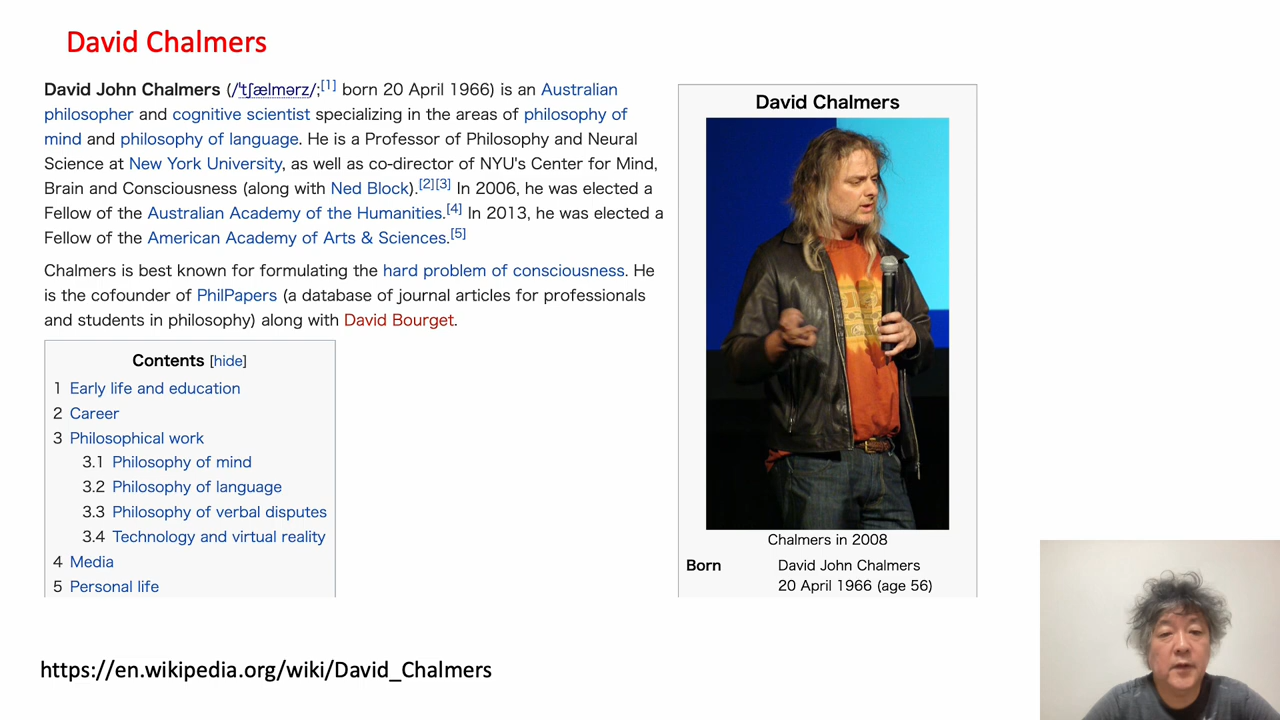 David Chalmers
David John Chalmers (/ˈtʃælmərz/;[1] born 20 April 1966) is an Australian
philosopher and cognitive scientist specializing in the areas of philosophy of
mind and philosophy of language. He is a Professor of Philosophy and Neural
Science at New York University, as well as co-director of NYU's Center for Mind,
Brain and Consciousness (along with Ned Block).[2][3] In 2006, he was elected a
Fellow of the Australian Academy of the Humanities.[4] In 2013, he was elected a
Fellow of the American Academy of Arts & Sciences.[5]
Chalmers is best known for formulating the hard problem of consciousness. He
is the cofounder of PhilPapers (a database of journal articles for professionals
and students in philosophy) along with David Bourget.
Contents [hide]
1 Early life and education
2 Career
3 Philosophical work
3.1 Philosophy of mind
3.2 Philosophy of language
3.3 Philosophy of verbal disputes
3.4 Technology and virtual reality
4 Media
5 Personal life
David Chalmers
Chalmers in 2008
Born David John Chalmers
20 April 1966 (age 56)
https://en.wikipedia.org/wiki/David_Chalmers